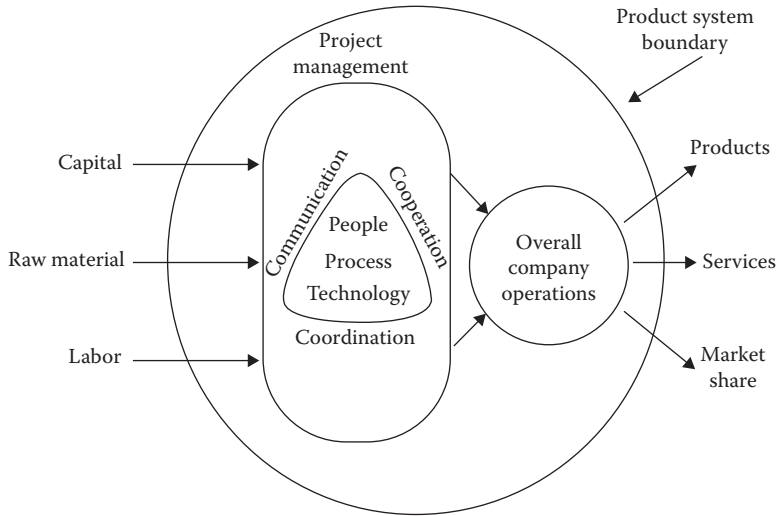 Project
management
Product system
boundary
Capital
Raw material
Labor
Communication
Cooperation
People
Process
Technology
Coordination
Overall
company
operations
Products
Services
Market
share